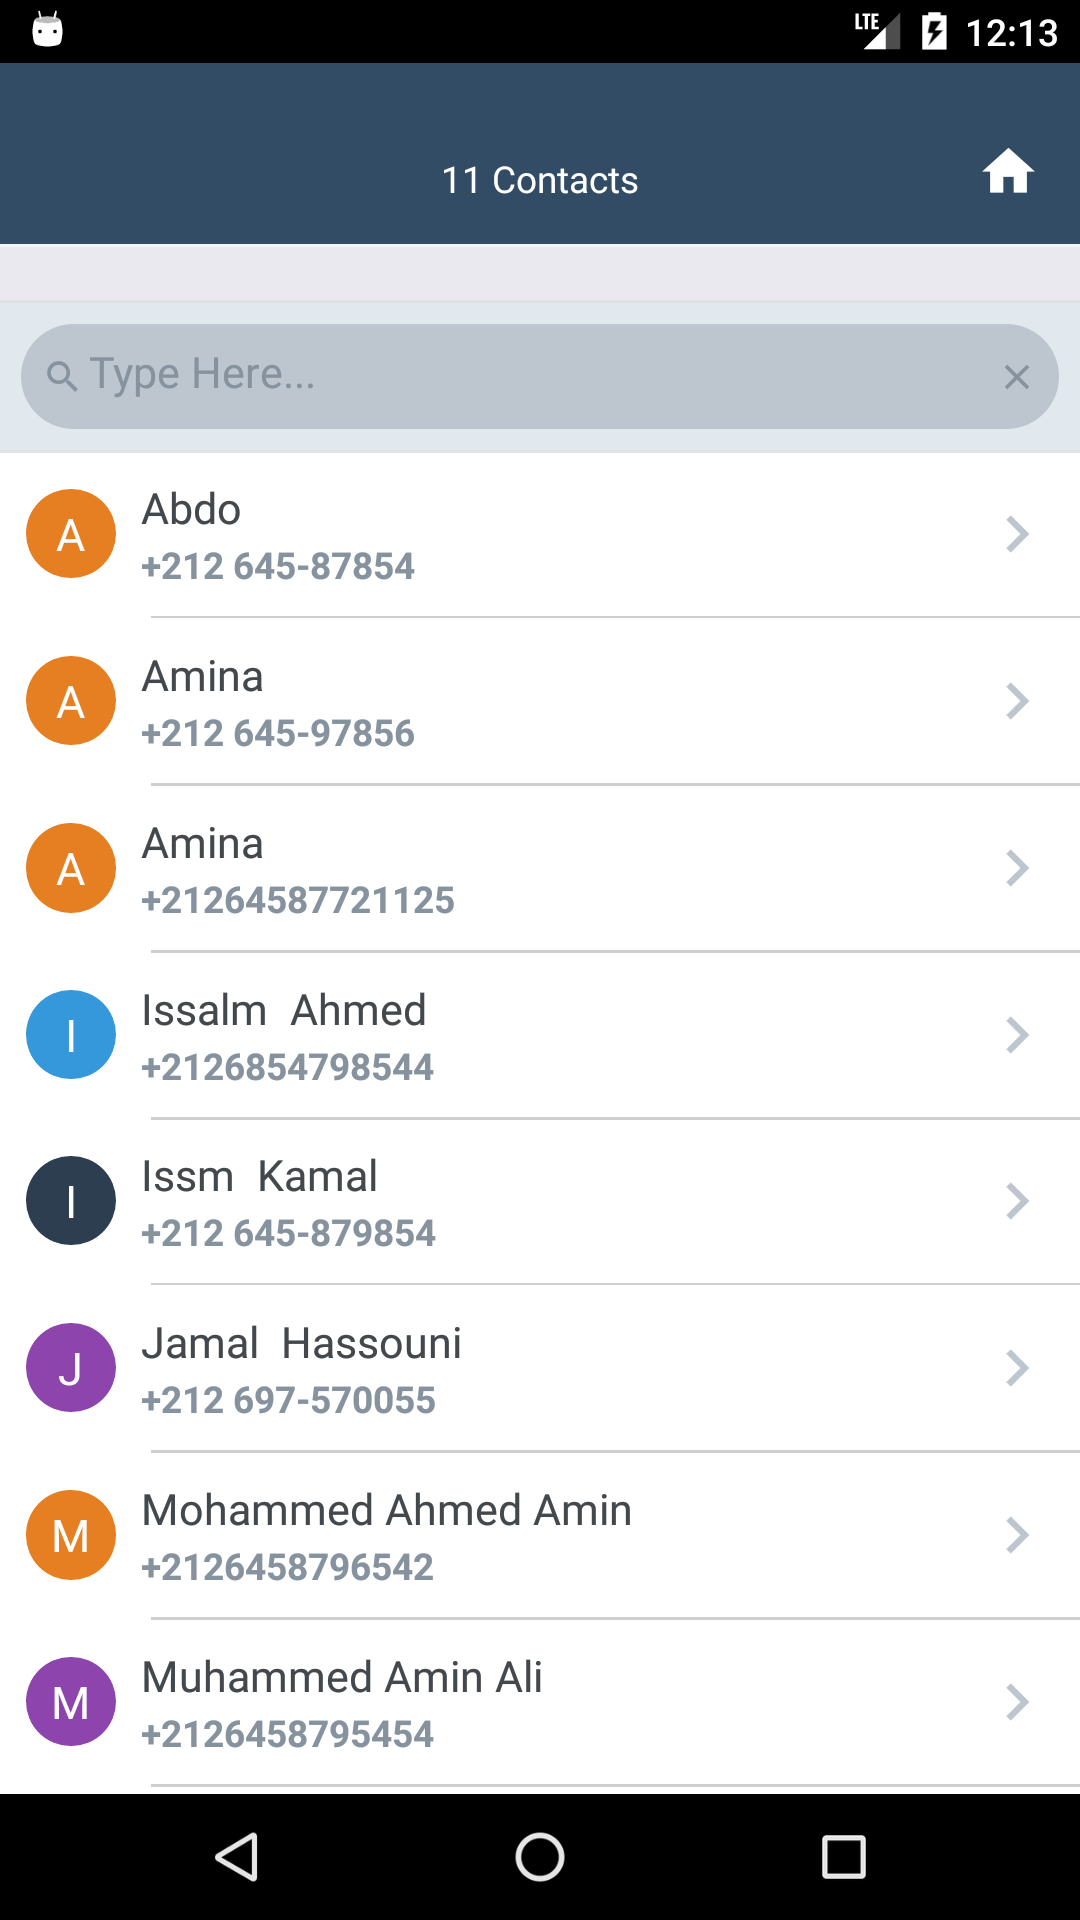 LTE 12:13
11 Contacts
Type Here...
A Abdo
+212 645-87854
A Amina
+212 645-97856
A Amina
+21264587721125
I Issalm  Ahmed
+2126854798544
I Issm  Kamal
+212 645-879854
J Jamal  Hassouni
+212 697-570055
M Mohammed Ahmed Amin
+2126458796542
M Muhammed Amin Ali
+2126458795454